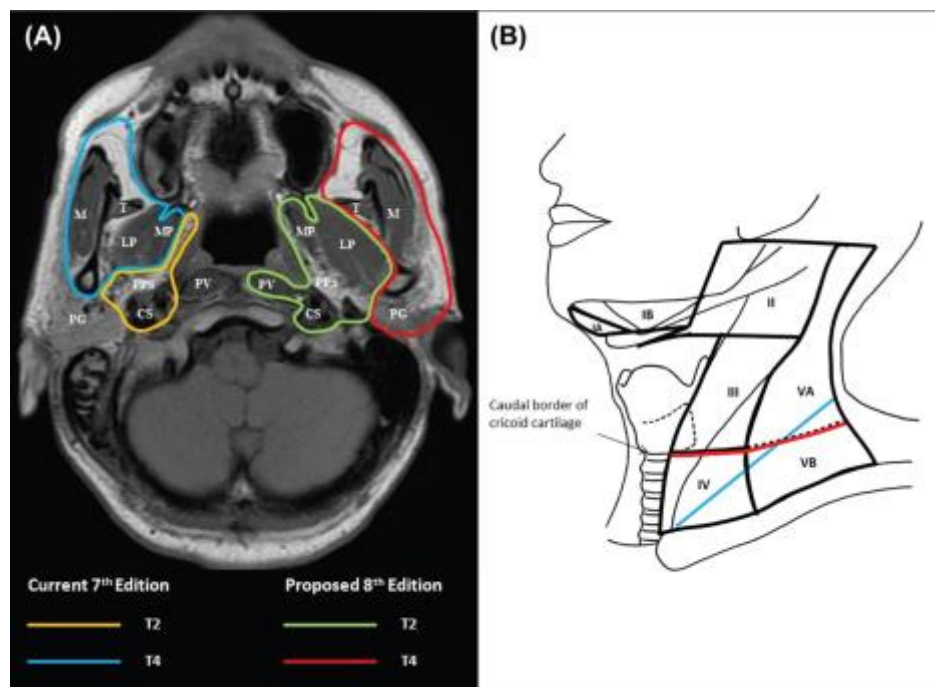 (A)
M
T
LP
MP
PPS
PV
CS
PG
MP
LP
T
M
PV
PPS
CS
PG
Current 7th Edition
Proposed 8th Edition
T2
T2
T4
T4
(B)
IA
IB
II
III
VA
Caudal border of
cricoid cartilage
IV
VB